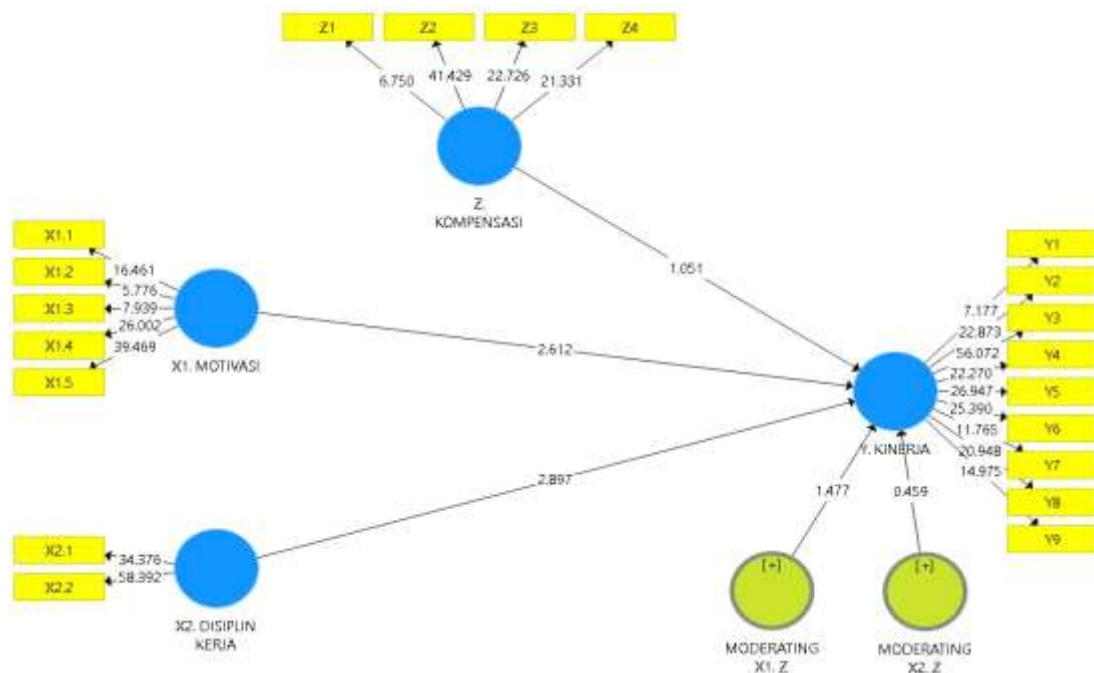 Z1
Z2
Z3
Z4
6.750
41.429
22.726
21.331
Z.
KOMPENSASI
X1.1
X1.2
X1.3
X1.4
X1.5
16.461
5.776
7.939
26.002
39.469
X1. MOTIVASI
1.051
2.612
2.897
X2.1
X2.2
34.376
58.392
X2. DISIPLIN
KERJA
Y1
Y2
Y3
Y4
Y5
Y6
Y7
Y8
Y9
7.177
22.873
56.072
22.270
26.947
25.390
11.765
20.948
14.975
Y. KINERJA
1.477
0.459
[+]
[+]
MODERATING
X1. Z
MODERATING
X2. Z